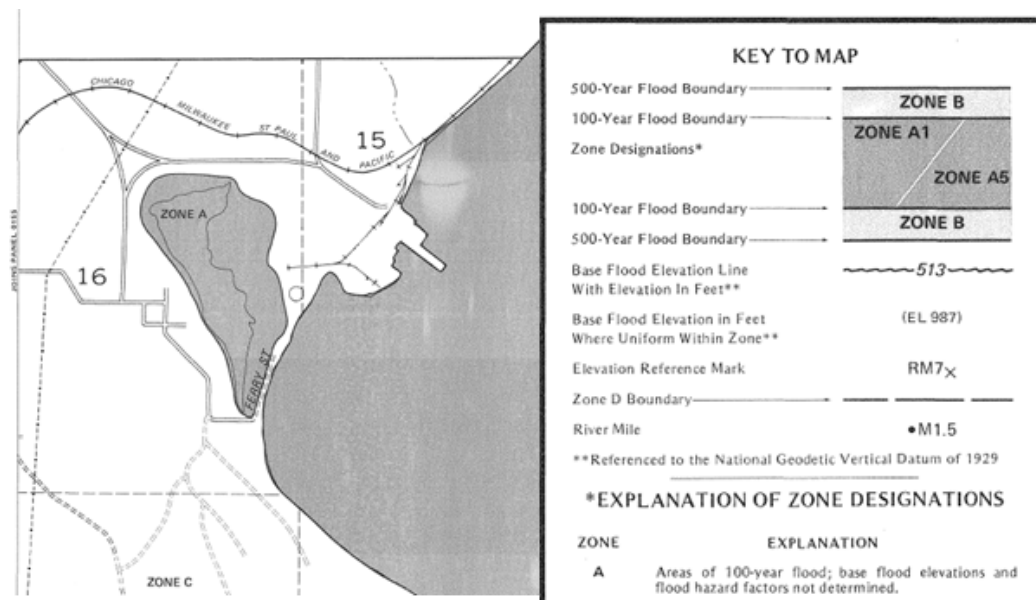 CHICAGO
MILWAUKEE
ST PAUL
AND
PACIFIC
15
ZONE A
JOINS PANEL 0155
16
FERRY ST
ZONE C
KEY TO MAP
500-Year Flood Boundary
ZONE B
100-Year Flood Boundary
ZONE A1
Zone Designations*
ZONE A5
100-Year Flood Boundary
ZONE B
500-Year Flood Boundary
Base Flood Elevation Line
With Elevation In Feet**
513
Base Flood Elevation in Feet
Where Uniform Within Zone**
(EL 987)
Elevation Reference Mark
RM7×
Zone D Boundary
River Mile
•M1.5
**Referenced to the National Geodetic Vertical Datum of 1929
*EXPLANATION OF ZONE DESIGNATIONS
ZONE EXPLANATION
A Areas of 100-year flood; base flood elevations and
flood hazard factors not determined.